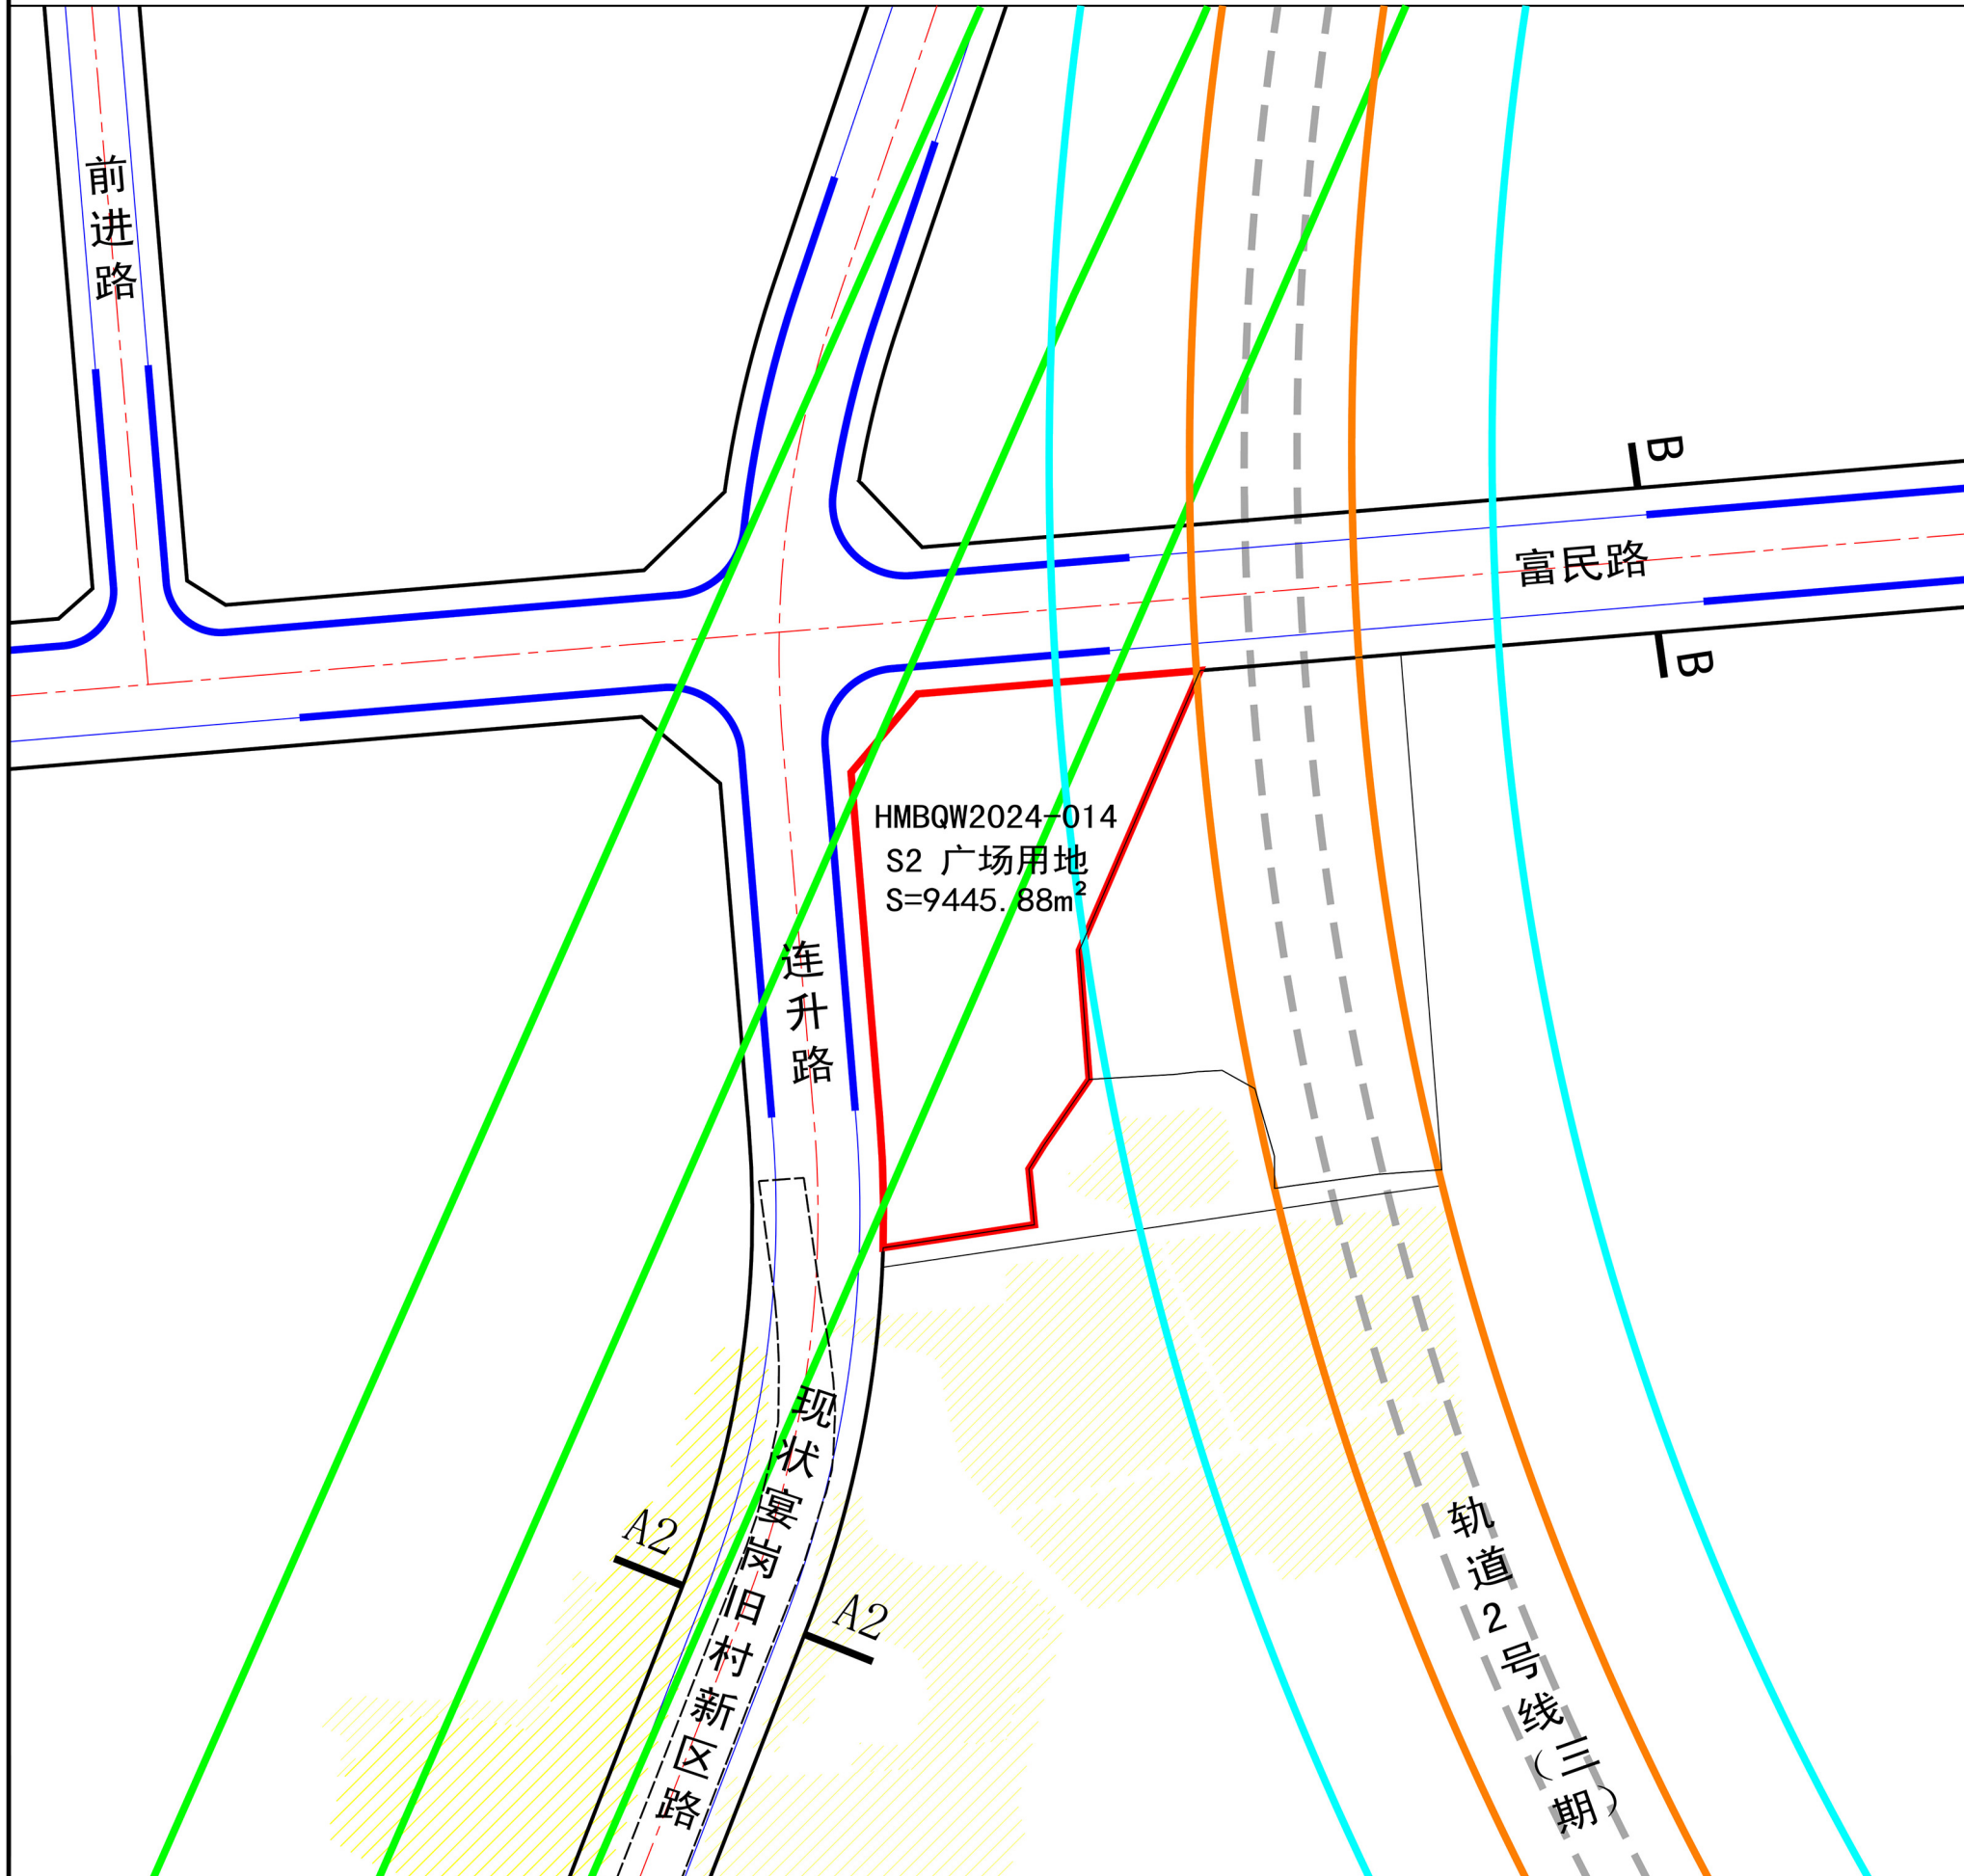 前进路
B
富民路
B
HMBQW2024-014
S2 广场用地
S=9445.88m²
连升路
现状宴岗旧村新区路
A2
A2
轨道2号线(三期)